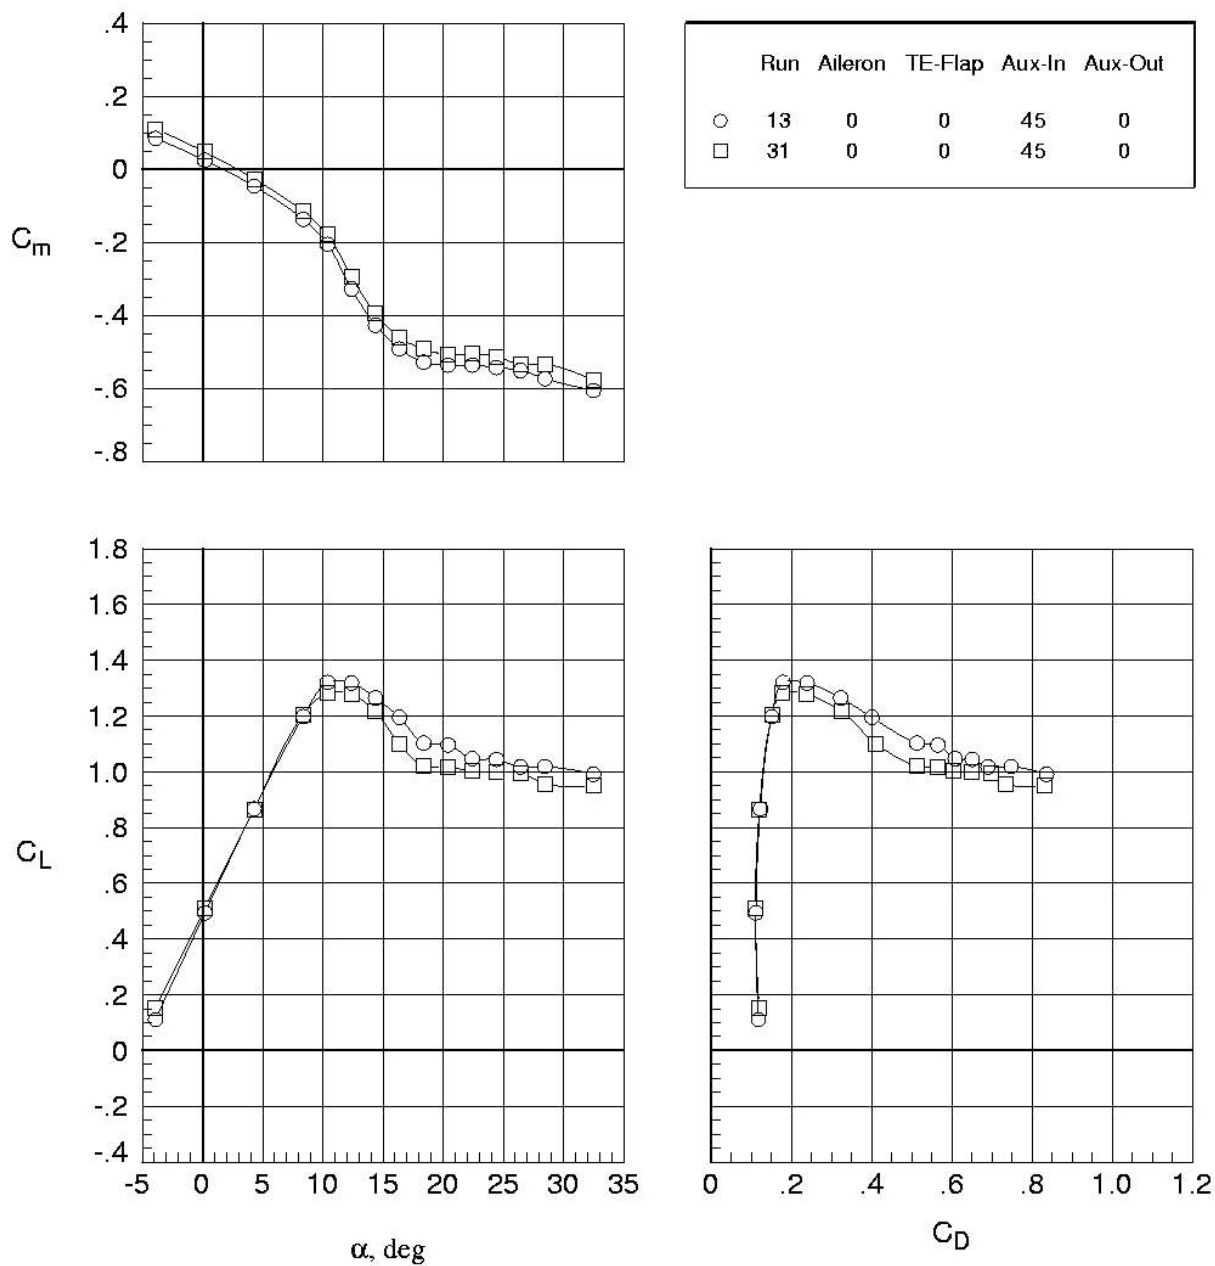 .4
.2
0
-.2
-.4
-.6
-.8
Cm
Run Aileron TE-Flap Aux-In Aux-Out
13 0 0 45 0
31 0 0 45 0
1.8
1.6
1.4
1.2
1.0
.8
.6
.4
.2
0
-.2
-.4
CL
-5 0 5 10 15 20 25 30 35
α, deg
0 .2 .4 .6 .8 1.0 1.2
CD